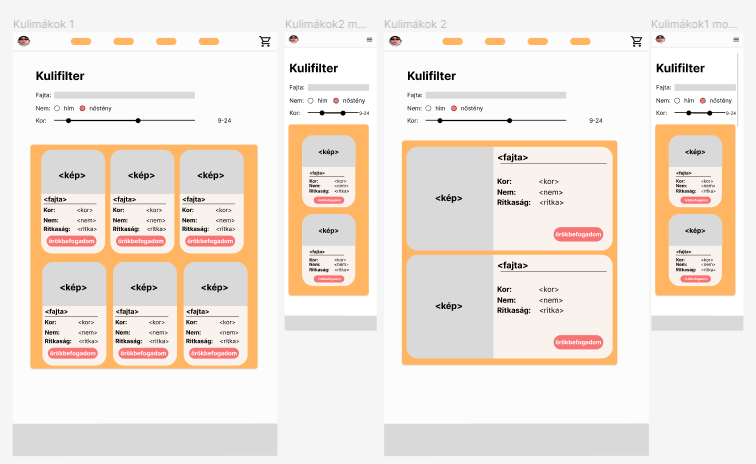 Kulimákok 1
Kulifilter
Fajta:
Nem: hím nőstény
Kor: 9-24
<kép> <kép> <kép>
<fajta> <fajta> <fajta>
Kor: <kor> Kor: <kor> Kor: <kor>
Nem: <nem> Nem: <nem> Nem: <nem>
Ritkaság: <ritka> Ritkaság: <ritka> Ritkaság: <ritka>
örökbefogadom örökbefogadom örökbefogadom
<kép> <kép> <kép>
<fajta> <fajta> <fajta>
Kor: <kor> Kor: <kor> Kor: <kor>
Nem: <nem> Nem: <nem> Nem: <nem>
Ritkaság: <ritka> Ritkaság: <ritka> Ritkaság: <ritka>
örökbefogadom örökbefogadom örökbefogadom
Kulimákok2 m...
Kulifilter
Fajta:
Nem: hím nőstény
Kor: 9-24
<kép>
<fajta>
Kor: <kor>
Nem: <nem>
Ritkaság: <ritka>
örökbefogadom
<kép>
<fajta>
Kor: <kor>
Nem: <nem>
Ritkaság: <ritka>
örökbefogadom
Kulimákok 2
Kulifilter
Fajta:
Nem: hím nőstény
Kor: 9-24
<kép>
<fajta>
Kor: <kor>
Nem: <nem>
Ritkaság: <ritka>
örökbefogadom
<kép>
<fajta>
Kor: <kor>
Nem: <nem>
Ritkaság: <ritka>
örökbefogadom
Kulimákok1 mo...
Kulifilter
Fajta:
Nem: hím nőstény
Kor: 9-24
<kép>
<fajta>
Kor: <kor>
Nem: <nem>
Ritkaság: <ritka>
örökbefogadom
<kép>
<fajta>
Kor: <kor>
Nem: <nem>
Ritkaság: <ritka>
örökbefogadom